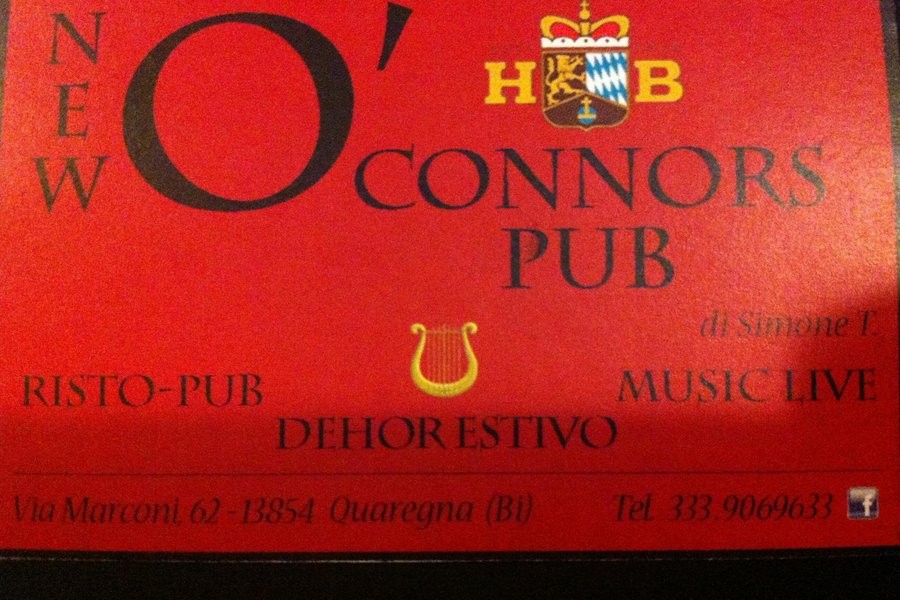 NEW
O'CONNORS
PUB
H B
di Simone T.
RISTO-PUB
MUSIC LIVE
DEHOR ESTIVO
Via Marconi, 62 - 13854 Quaregna (Bi)
Tel. 333.9069633 f